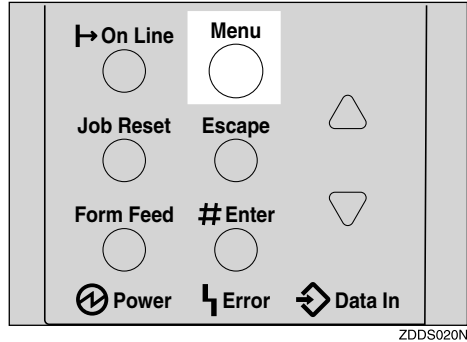 On Line Menu
Job Reset Escape
Form Feed # Enter
Power Error Data In
ZDDS020N